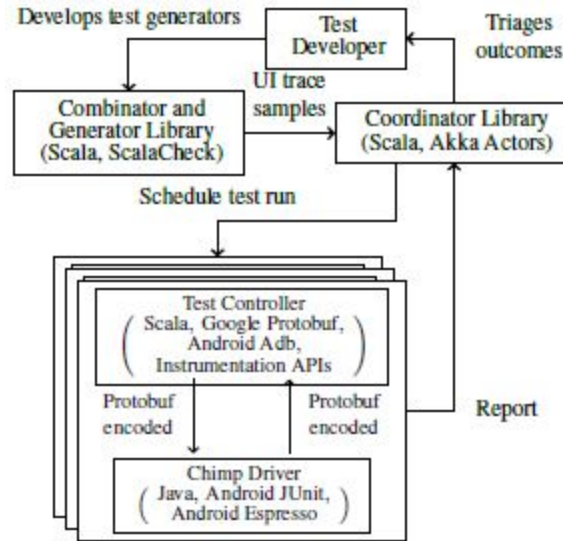 Develops test generators
Test
Developer
Triages
outcomes
Combinator and
Generator Library
(Scala, ScalaCheck)
UI trace
samples
Coordinator Library
(Scala, Akka Actors)
Schedule test run
Test Controller
( Scala, Google Protobuf,
Android Adb,
Instrumentation APIs )
Protobuf
encoded
Protobuf
encoded
Report
Chimp Driver
( Java, Android JUnit,
Android Espresso )